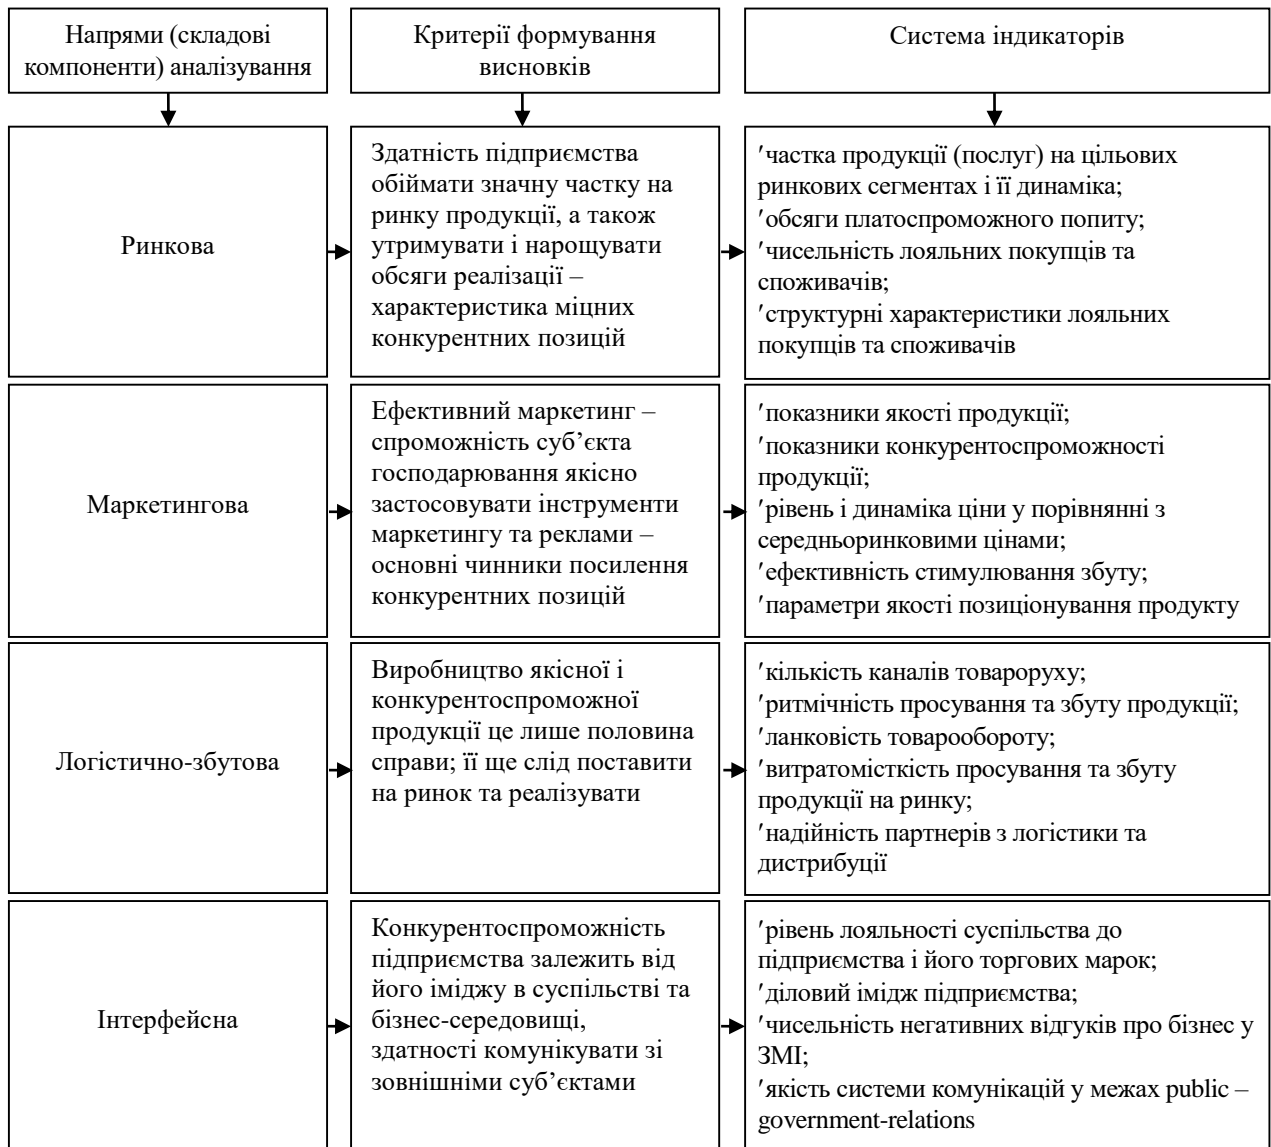 Напрями (складові
компоненти) аналізування
Критерії формування
висновків
Система індикаторів
Ринкова
Здатність підприємства
обіймати значну частку на
ринку продукції, а також
утримувати і нарощувати
обсяги реалізації –
характеристика міцних
конкурентних позицій
′частка продукції (послуг) на цільових
ринкових сегментах і її динаміка;
′обсяги платоспроможного попиту;
′чисельність лояльних покупців та
споживачів;
′структурні характеристики лояльних
покупців та споживачів
Маркетингова
Ефективний маркетинг –
спроможність суб’єкта
господарювання якісно
застосовувати інструменти
маркетингу та реклами –
основні чинники посилення
конкурентних позицій
′показники якості продукції;
′показники конкурентоспроможності
продукції;
′рівень і динаміка ціни у порівнянні з
середньоринковими цінами;
′ефективність стимулювання збуту;
′параметри якості позиціонування продукту
Логістично-збутова
Виробництво якісної і
конкурентоспроможної
продукції це лише половина
справи; її ще слід поставити
на ринок та реалізувати
′кількість каналів товароруху;
′ритмічність просування та збуту продукції;
′ланковість товарообороту;
′витратомісткість просування та збуту
продукції на ринку;
′надійність партнерів з логістики та
дистрибуції
Інтерфейсна
Конкурентоспроможність
підприємства залежить від
його іміджу в суспільстві та
бізнес-середовищі,
здатності комунікувати зі
зовнішніми суб’єктами
′рівень лояльності суспільства до
підприємства і його торгових марок;
′діловий імідж підприємства;
′чисельність негативних відгуків про бізнес у
ЗМІ;
′якість системи комунікацій у межах public –
government-relations